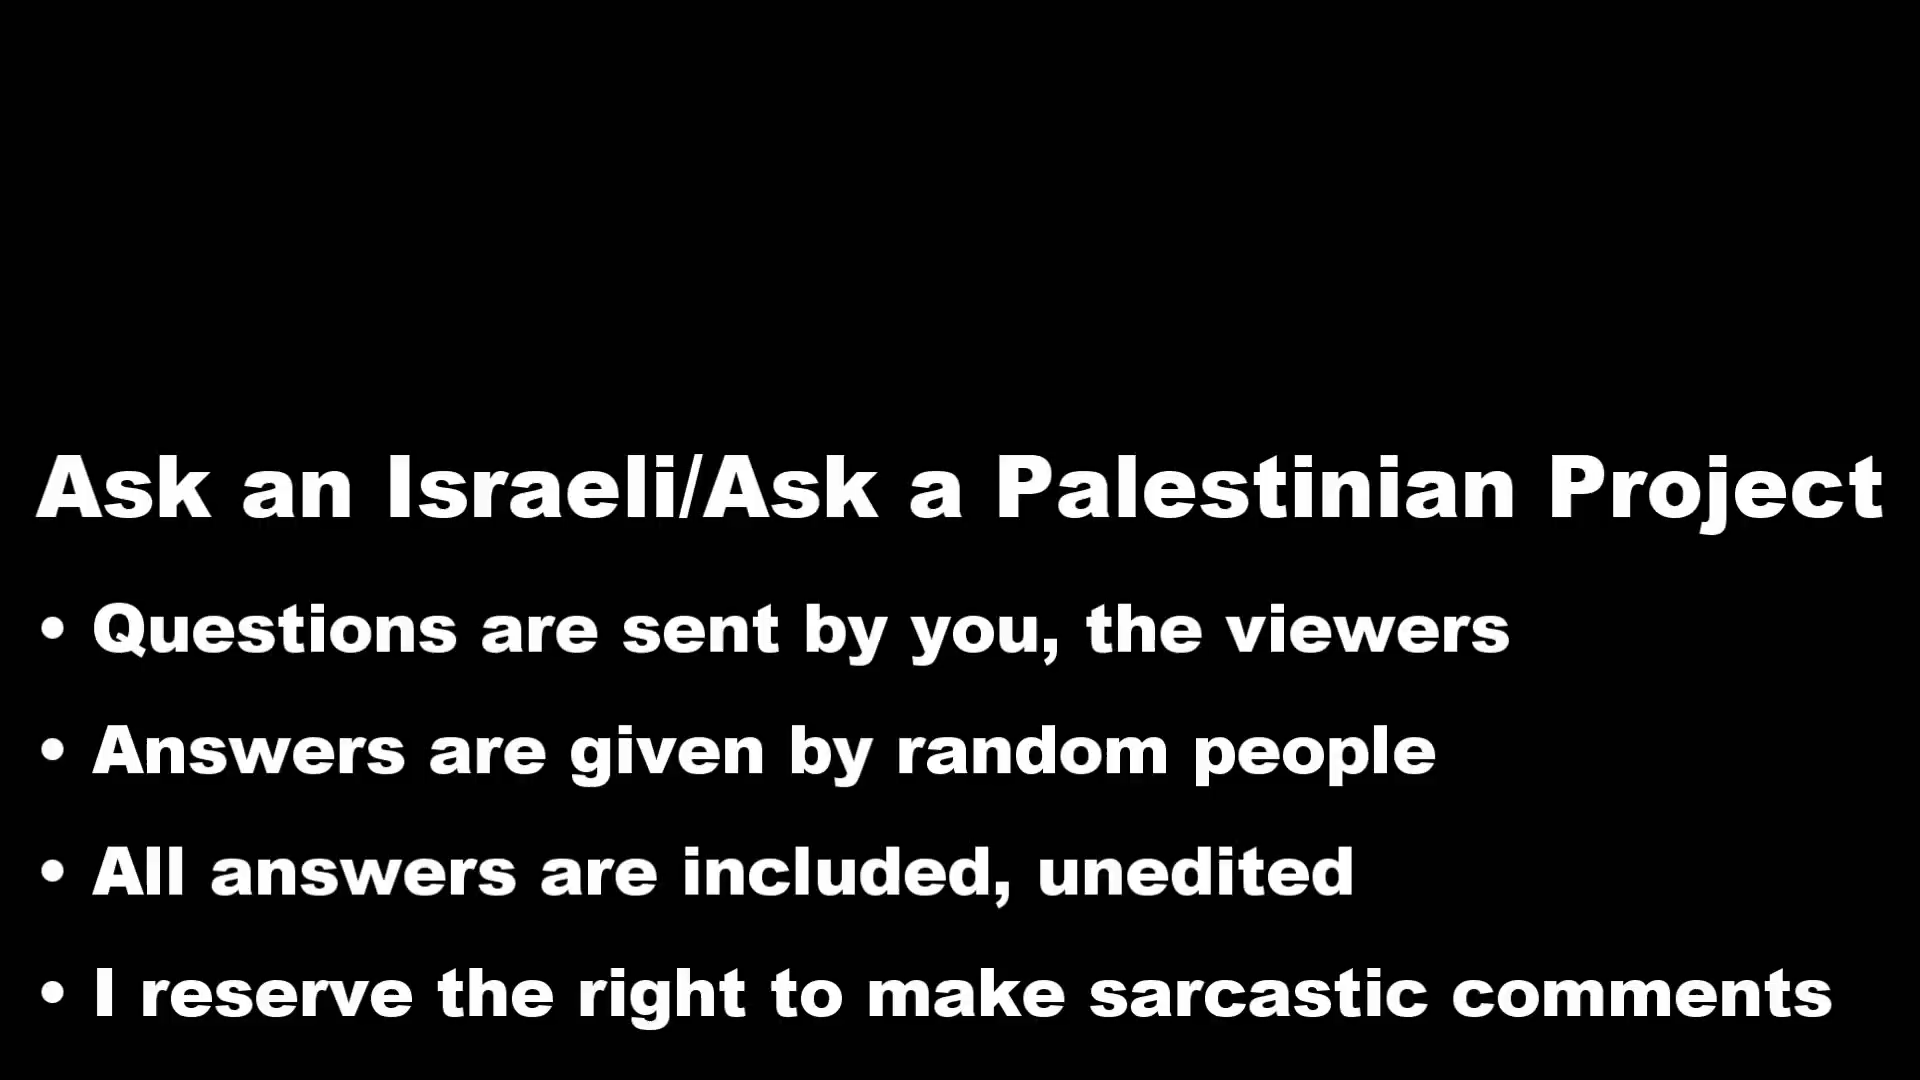 Ask an Israeli/Ask a Palestinian Project
• Questions are sent by you, the viewers
• Answers are given by random people
• All answers are included, unedited
• I reserve the right to make sarcastic comments